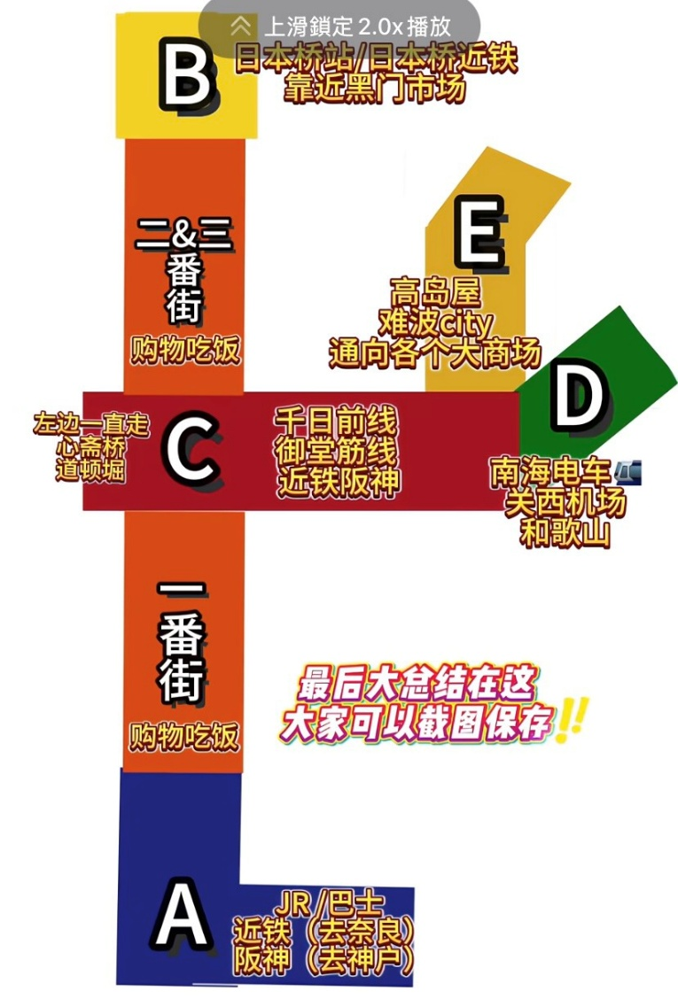 上滑鎖定 2.0x 播放
B
日本桥站/日本桥近铁
靠近黑门市场
二&三
番
街
购物吃饭
E
高岛屋
难波city
通向各个大商场
D
南海电车
关西机场
和歌山
左边一直走
心斋桥
道顿堀
C
千日前线
御堂筋线
近铁阪神
一
番
街
购物吃饭
最后大总结在这
大家可以截图保存!!
A
JR /巴士
近铁（去奈良）
阪神（去神户）